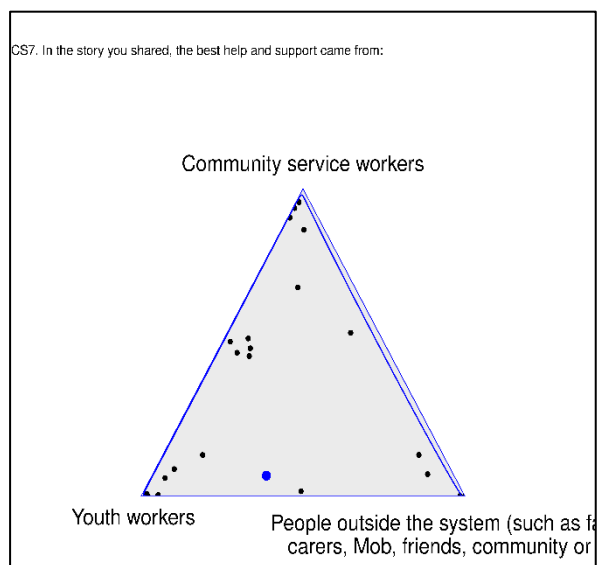 CS7. In the story you shared, the best help and support came from:
Community service workers
Youth workers
People outside the system (such as
carers, Mob, friends, community or